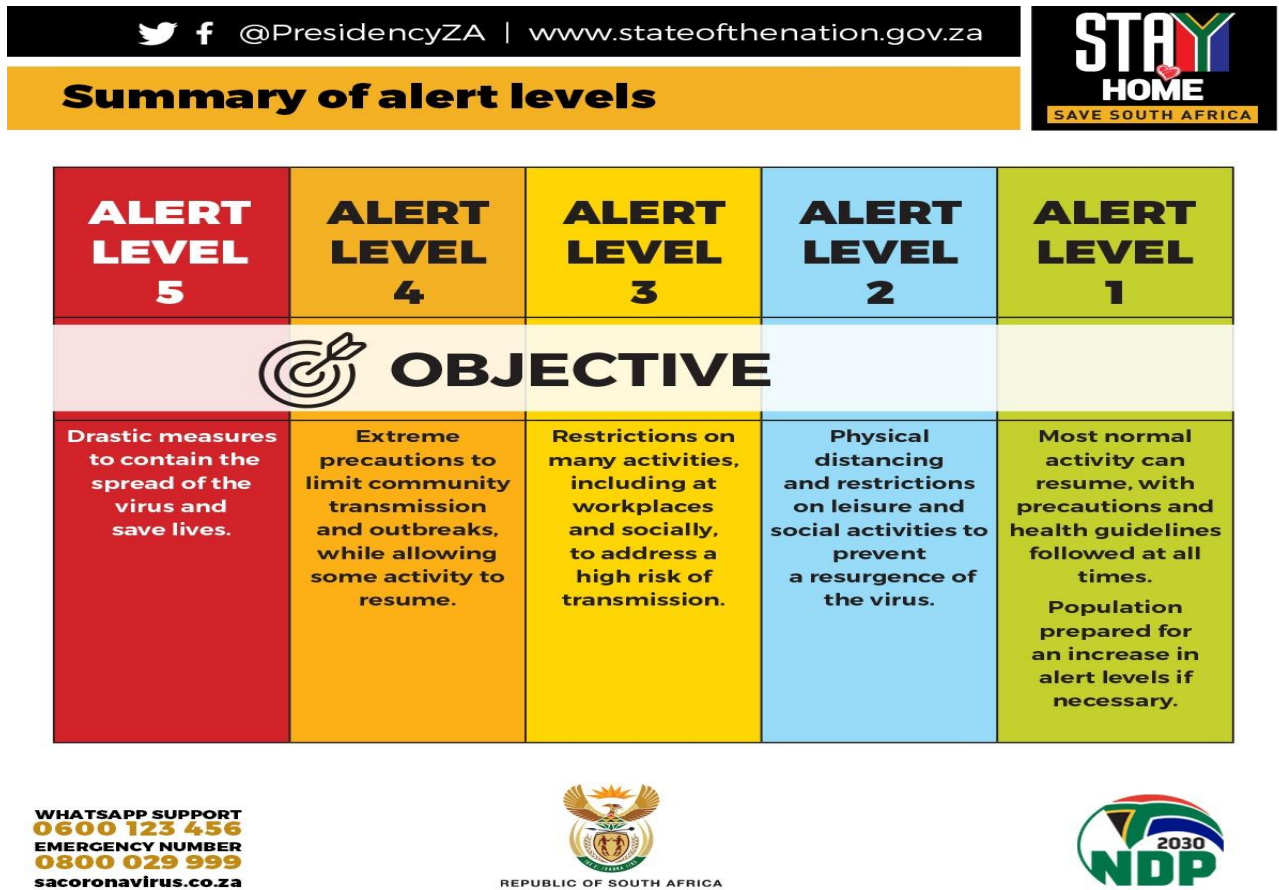 @PresidencyZA | www.stateofthenation.gov.za
STAY
HOME
SAVE SOUTH AFRICA
Summary of alert levels
ALERT
LEVEL
5
ALERT
LEVEL
4
ALERT
LEVEL
3
ALERT
LEVEL
2
ALERT
LEVEL
1
OBJECTIVE
Drastic measures
to contain the
spread of the
virus and
save lives.
Extreme
precautions to
limit community
transmission
and outbreaks,
while allowing
some activity to
resume.
Restrictions on
many activities,
including at
workplaces
and socially,
to address a
high risk of
transmission.
Physical
distancing
and restrictions
on leisure and
social activities to
prevent
a resurgence of
the virus.
Most normal
activity can
resume, with
precautions and
health guidelines
followed at all
times.
Population
prepared for
an increase in
alert levels if
necessary.
WHATSAPP SUPPORT
0600 123 456
EMERGENCY NUMBER
0800 029 999
sacoronavirus.co.za
REPUBLIC OF SOUTH AFRICA
2030
NDP